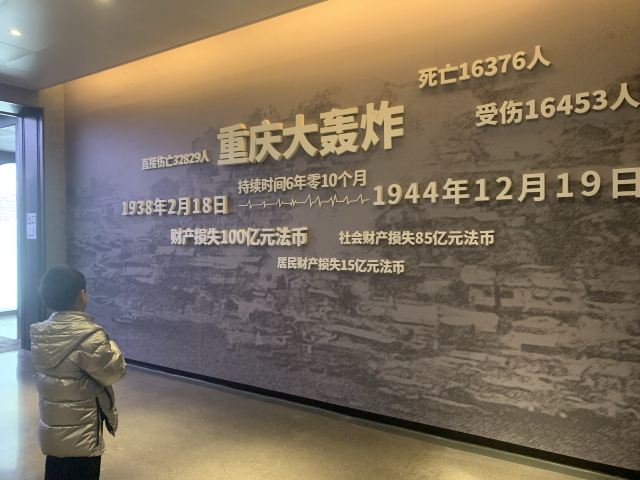 死亡16376人
受伤16453人
重庆大轰炸
直接伤亡32829人
持续时间6年零10个月
1938年2月18日
1944年12月19日
财产损失100亿元法币
社会财产损失85亿元法币
居民财产损失15亿元法币